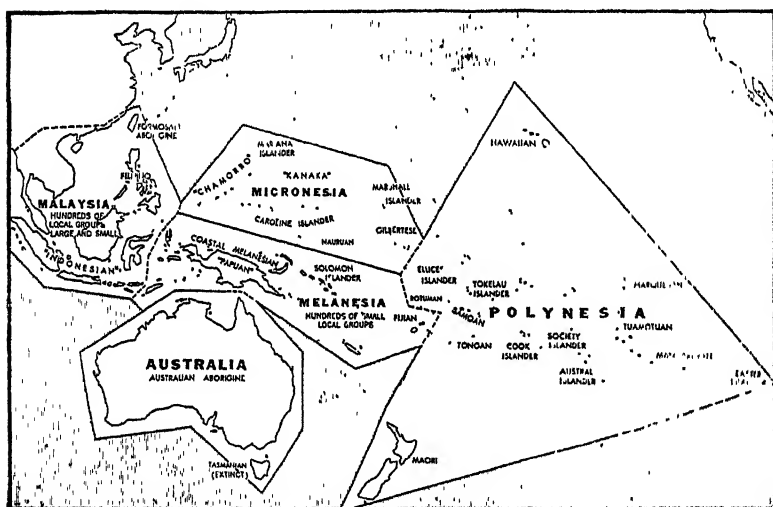 FORMOSAN
ABORIGINE
FILIPINO
MALAYSIA
HUNDREDS OF
LOCAL GROUPS
LARGE AND SMALL
"INDONESIAN"
MARIANA
ISLANDER
"CHAMORRO"
"KANAKA"
MICRONESIA
MARSHALL
ISLANDER
CAROLINE ISLANDER
GILBERTESE
NAURUAN
COASTAL MELANESIAN
"PAPUAN"
SOLOMON
ISLANDER
MELANESIA
HUNDREDS OF SMALL
LOCAL GROUPS
FIJIAN
HAWAIIAN
ELLICE
ISLANDER
TOKELAU
ISLANDER
ROTUMAN
SAMOAN
MARQUESAN
POLYNESIA
TUAMOTUAN
TONGAN
COOK
ISLANDER
SOCIETY
ISLANDER
AUSTRAL
ISLANDER
EASTER
AUSTRALIA
AUSTRALIAN ABORIGINE
TASMANIAN
(EXTINCT)
MAORI